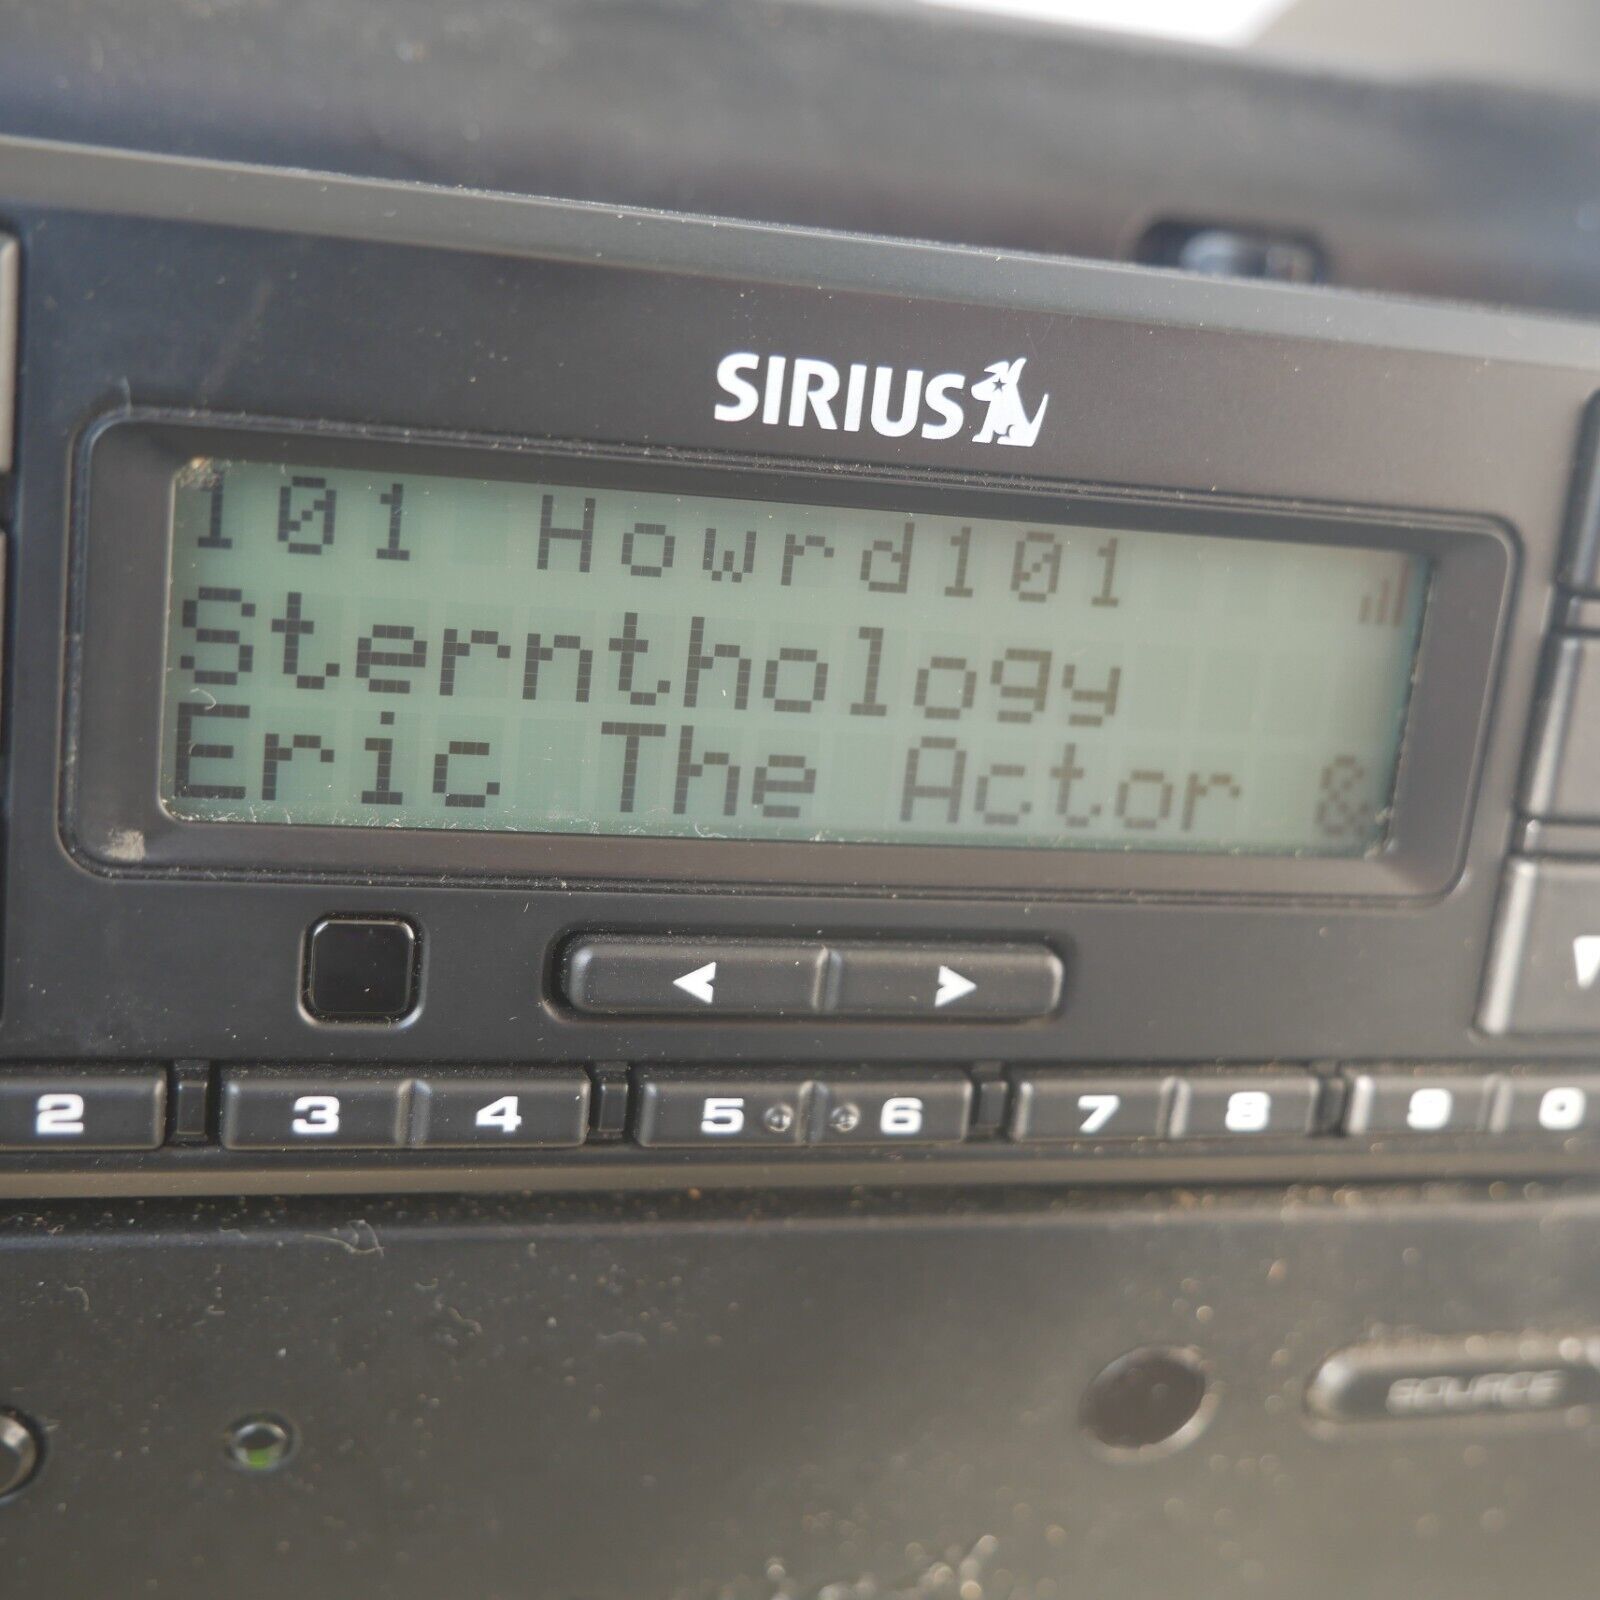 SIRIUS
101 Howrd101
Sternthology
Eric The Actor &
< >
2 3 4 5 6 7 8 9 0
SOURCE